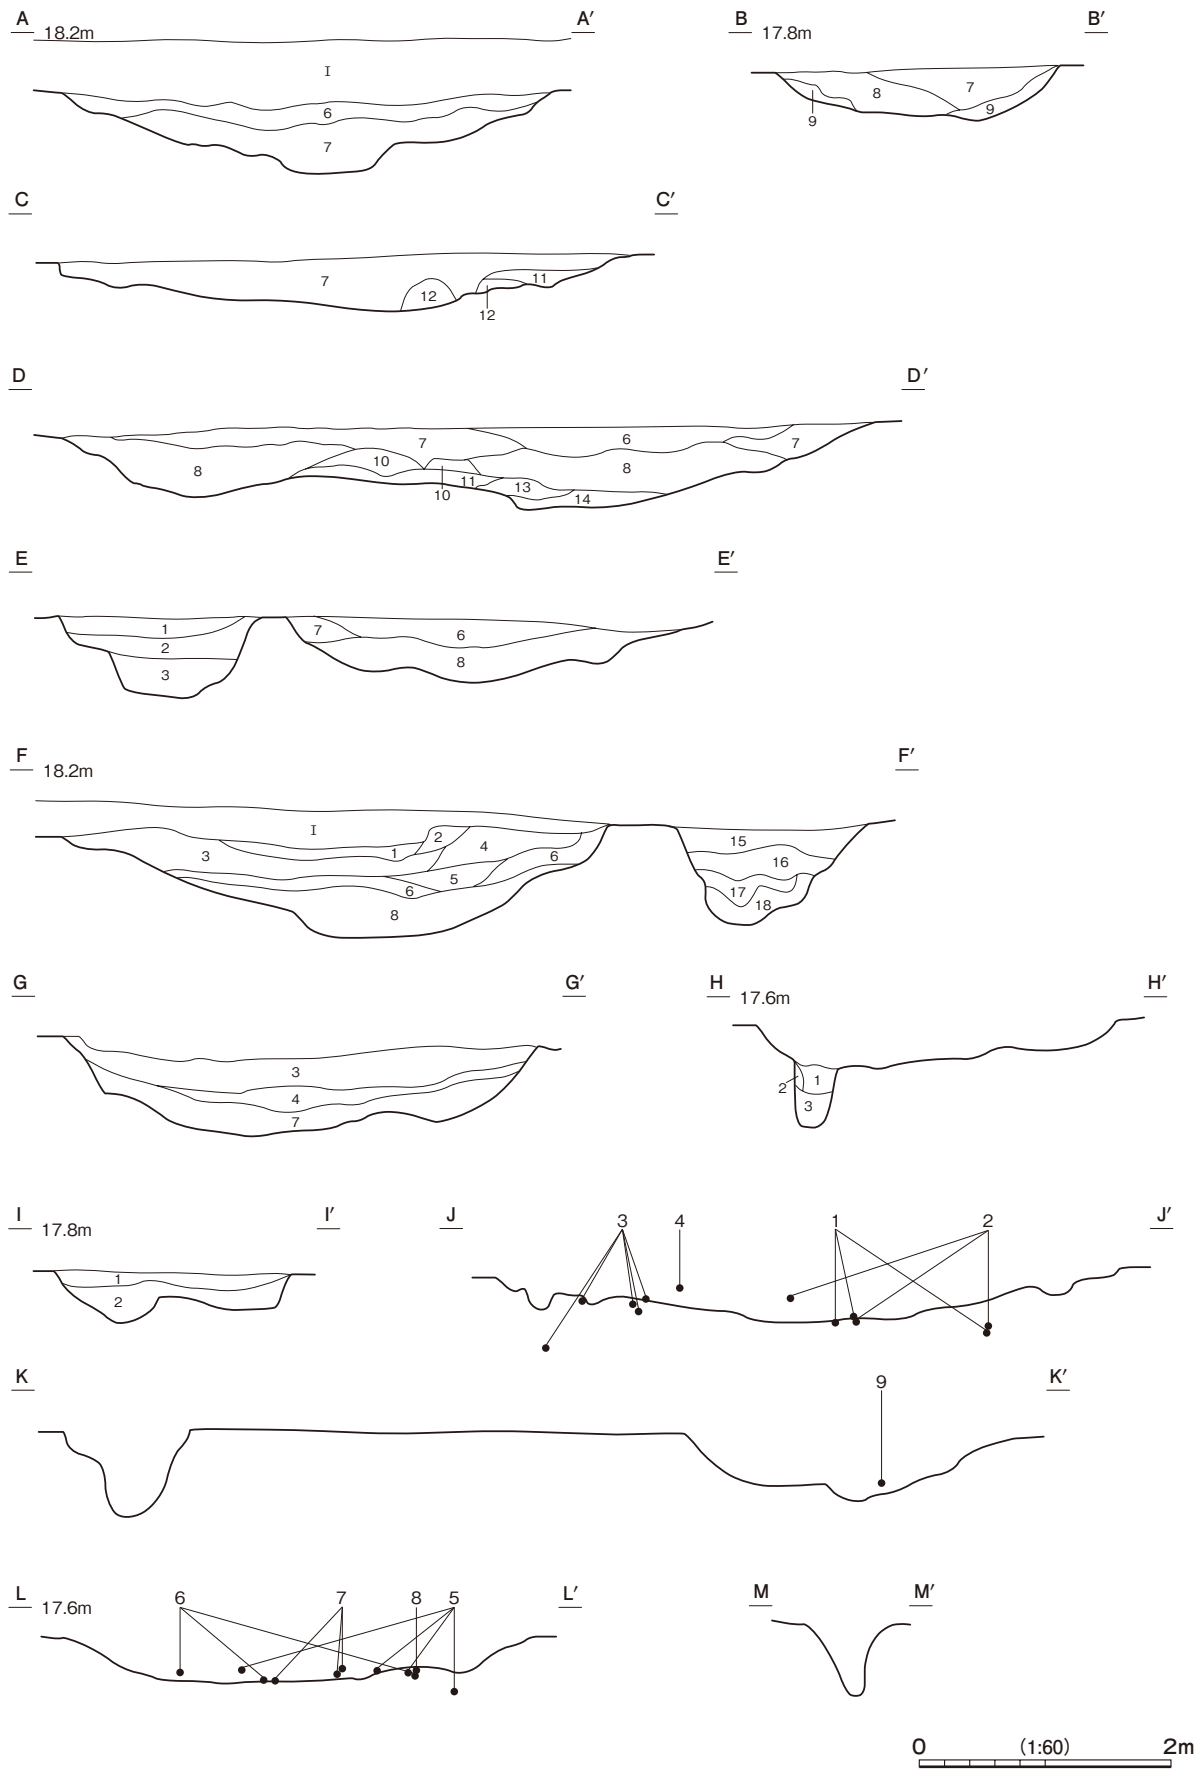 A 18.2m A′
I
6
7
B 17.8m B′
8 7
9 9
C C′
7 12 11
12
D D′
7 6 7
8 10 8
11 13
10 14
E E′
1 7 6
2
3 8
F 18.2m F′
I 2
3 1 4 6
5
6
8
15
16
17
18
G G′
3
4
7
H 17.6m H′
2 1
3
I 17.8m I′
1
2
J 3 4 1 2 J′
K 9 K′
L 17.6m 6 7 8 5 L′
M M′
0 (1:60) 2m